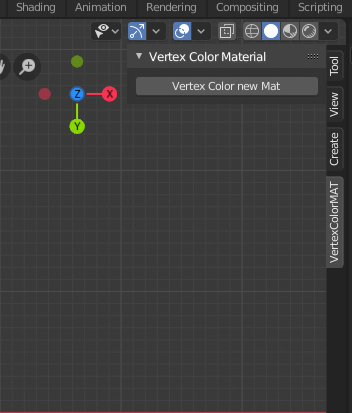 Shading Animation Rendering Compositing Scripting
Vertex Color Material
Vertex Color new Mat
Z X
Y
Tool
View
Create
VertexColorMAT